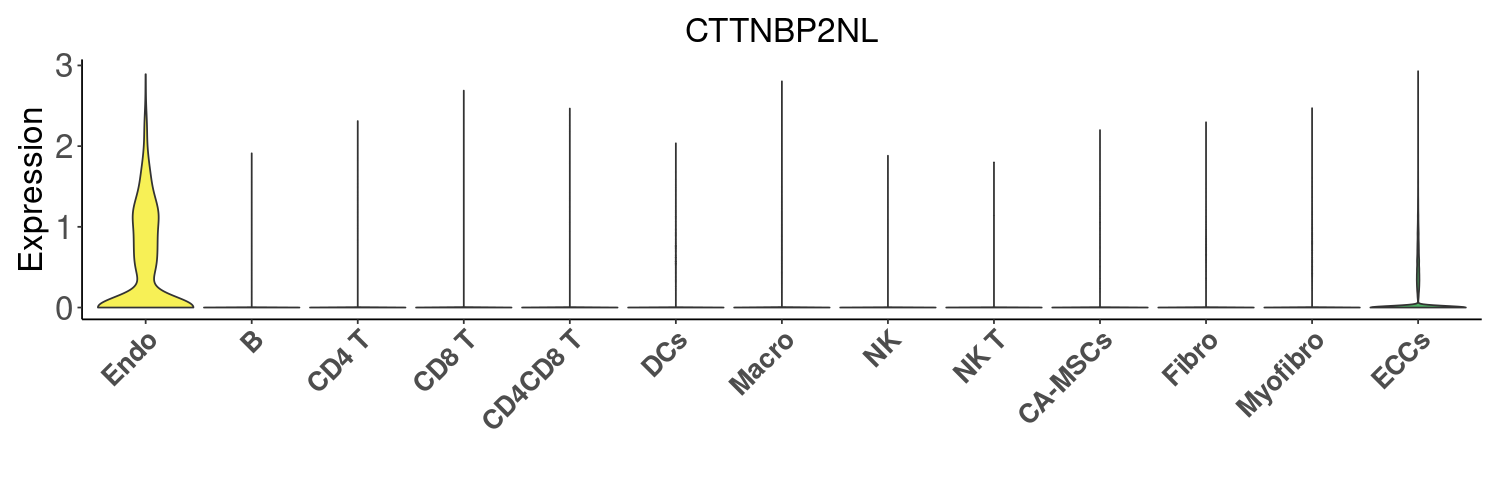 CTTNBP2NL
Expression
3
2
1
0
Endo
B
CD4 T
CD8 T
CD4CD8 T
DCs
Macro
NK
NK T
CA-MSCs
Fibro
Myofibro
ECCs